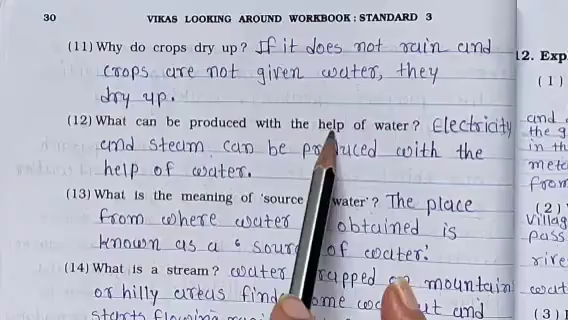 30 VIKAS LOOKING AROUND WORKBOOK : STANDARD 3
(11) Why do crops dry up? If it does not rain and
crops are not given water, they
dry up.
(12) What can be produced with the help of water? Electricity
and steam can be produced with the
help of water.
(13) What is the meaning of 'source water'? The place
from where water obtained is
known as a 'source of water'.
(14) What is a stream? water on mountain
or hilly areas and
starts
12. Exp
(1)
and
the g
in th
mete
from
(2)
Villag
pass
rive
wat
(3)